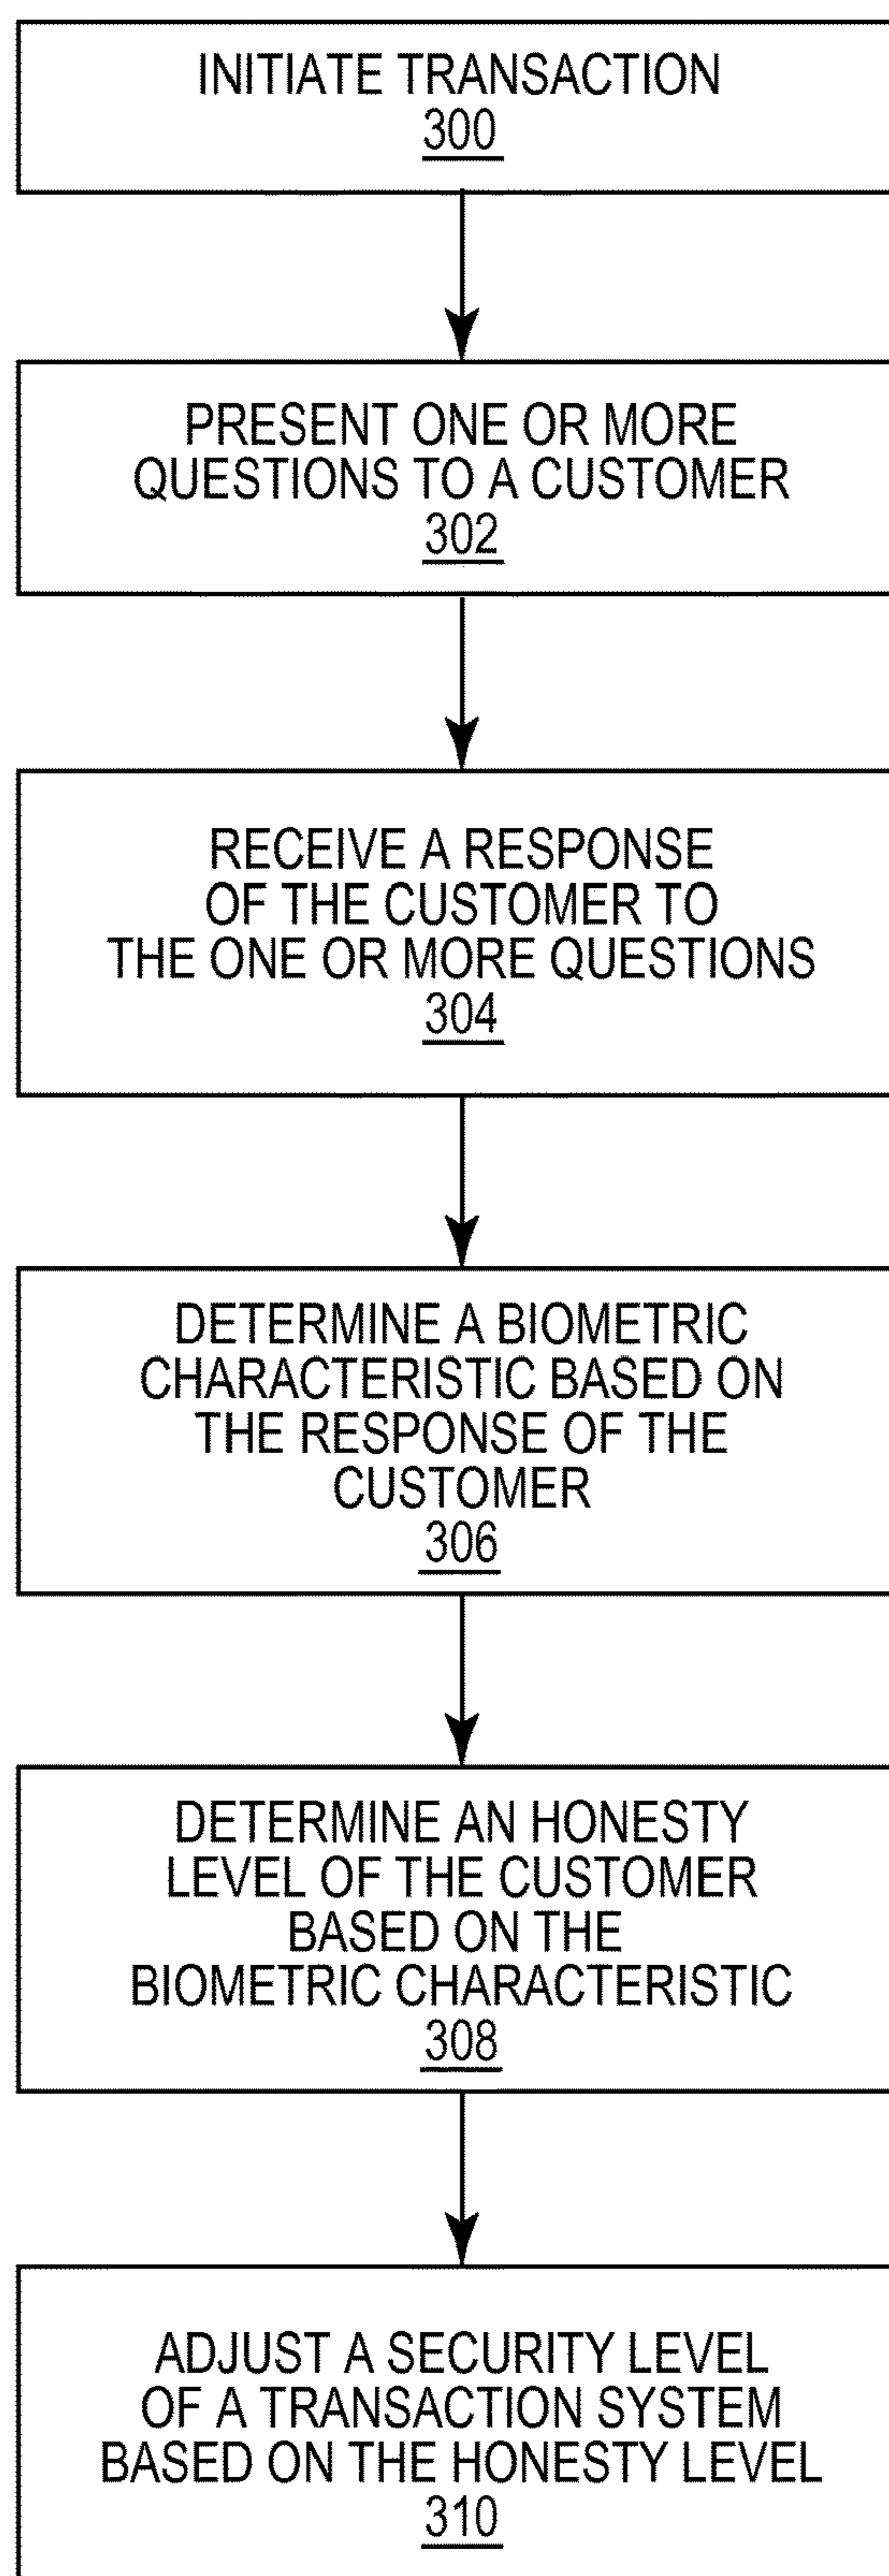 INITIATE TRANSACTION
300
PRESENT ONE OR MORE
QUESTIONS TO A CUSTOMER
302
RECEIVE A RESPONSE
OF THE CUSTOMER TO
THE ONE OR MORE QUESTIONS
304
DETERMINE A BIOMETRIC
CHARACTERISTIC BASED ON
THE RESPONSE OF THE
CUSTOMER
306
DETERMINE AN HONESTY
LEVEL OF THE CUSTOMER
BASED ON THE
BIOMETRIC CHARACTERISTIC
308
ADJUST A SECURITY LEVEL
OF A TRANSACTION SYSTEM
BASED ON THE HONESTY LEVEL
310